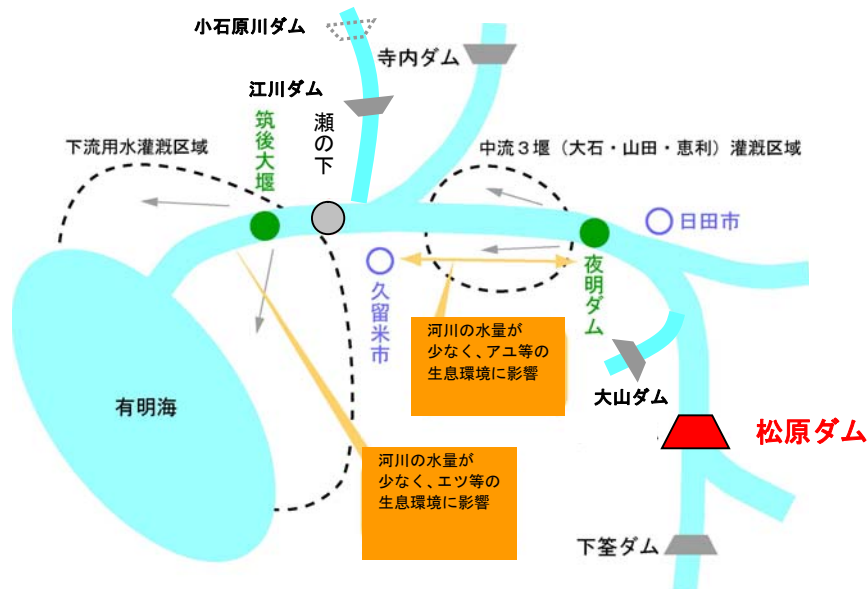 小石原川ダム
寺内ダム
江川ダム
筑後大堰
瀬の下
下流用水灌漑区域
中流3堰（大石・山田・恵利）灌漑区域
日田市
久留米市
夜明ダム
河川の水量が
少なく、アユ等の
生息環境に影響
大山ダム
有明海
松原ダム
河川の水量が
少なく、エツ等の
生息環境に影響
下筌ダム